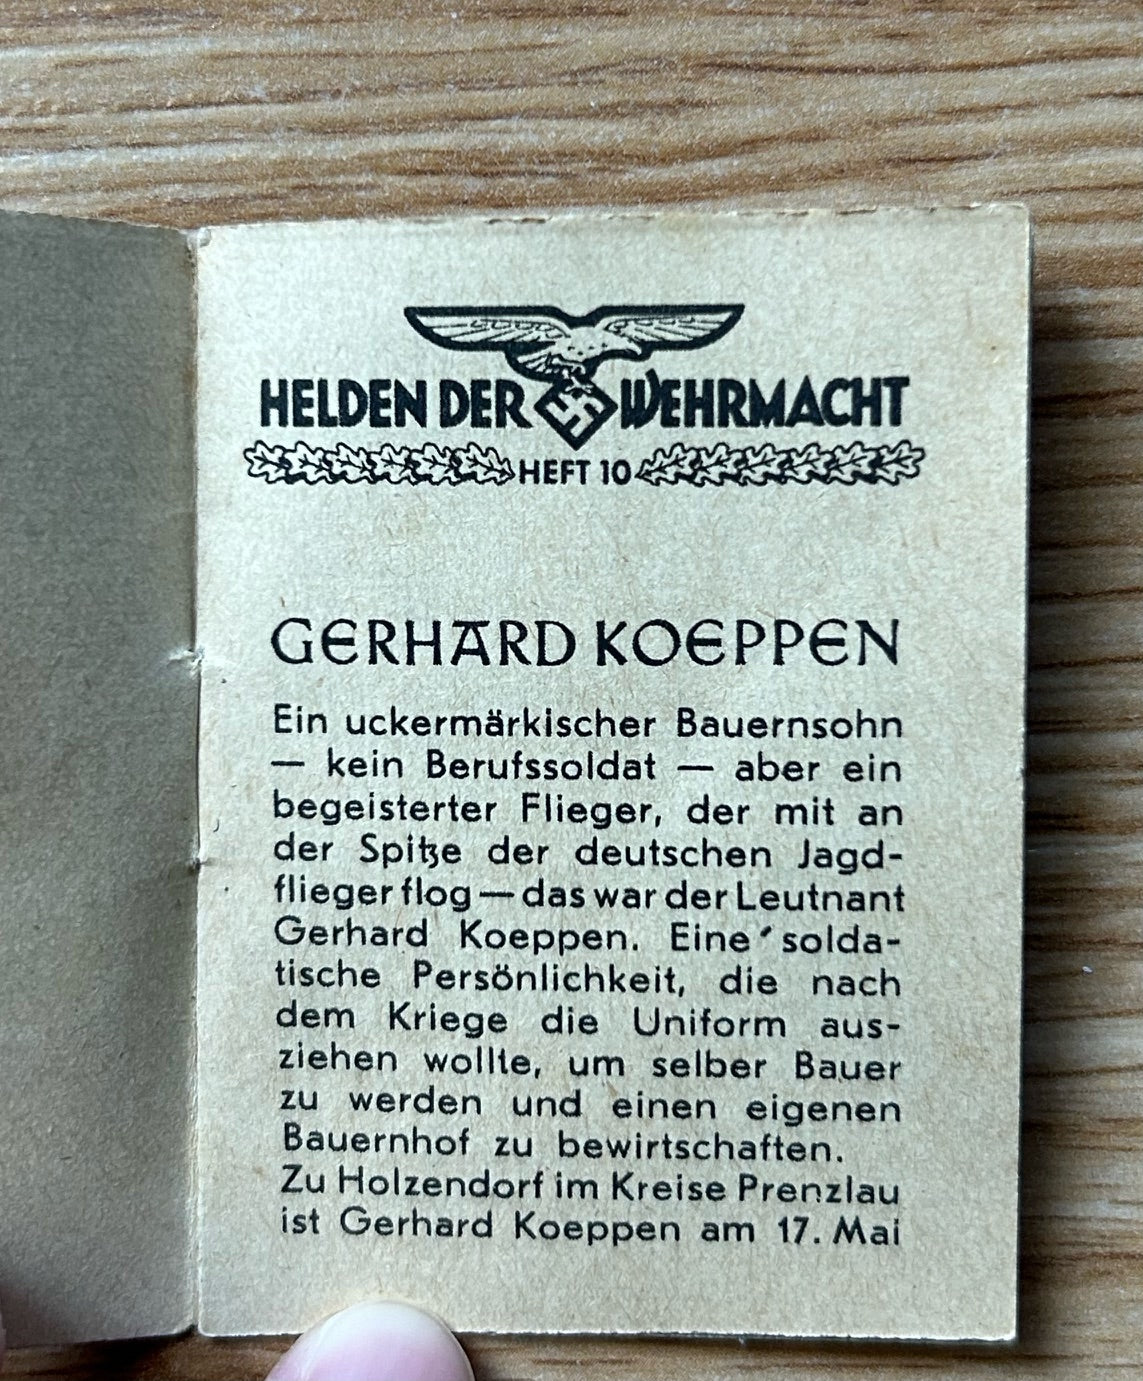 HELDEN DER WEHRMACHT
HEFT 10
GERHARD KOEPPEN
Ein uckermärkischer Bauernsohn
— kein Berufssoldat — aber ein
begeisterter Flieger, der mit an
der Spitze der deutschen Jagd-
flieger flog — das war der Leutnant
Gerhard Koeppen. Eine solda-
tische Persönlichkeit, die nach
dem Kriege die Uniform aus-
ziehen wollte, um selber Bauer
zu werden und einen eigenen
Bauernhof zu bewirtschaften.
Zu Holzendorf im Kreise Prenzlau
ist Gerhard Koeppen am 17. Mai